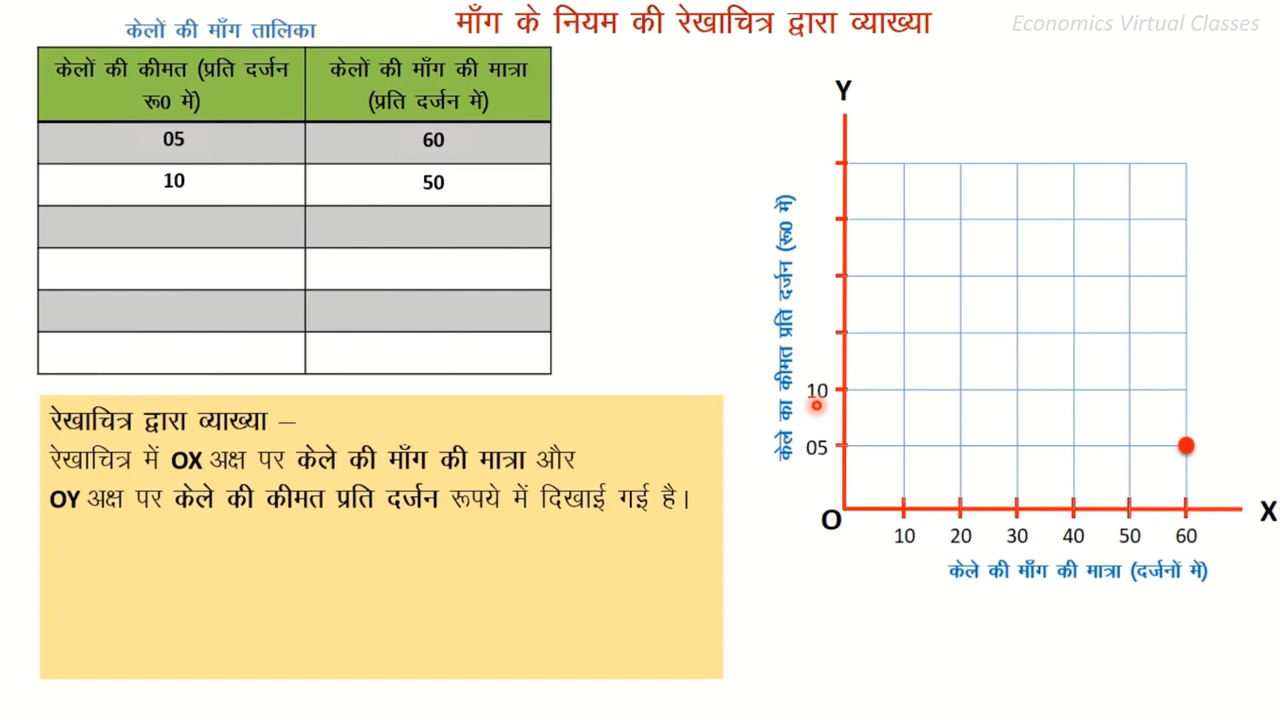 माँग के नियम की रेखाचित्र द्वारा व्याख्या
Economics Virtual Classes
केलों की माँग तालिका
केलों की कीमत (प्रति दर्जन
रू0 में)
केलों की माँग की मात्रा
(प्रति दर्जन में)
05
60
10
50
रेखाचित्र द्वारा व्याख्या –
रेखाचित्र में OX अक्ष पर केले की माँग की मात्रा और
OY अक्ष पर केले की कीमत प्रति दर्जन रूपये में दिखाई गई है।
Y
केले का कीमत प्रति दर्जन (रू0 में)
10
05
O
X
10 20 30 40 50 60
केले की माँग की मात्रा (दर्जनों में)